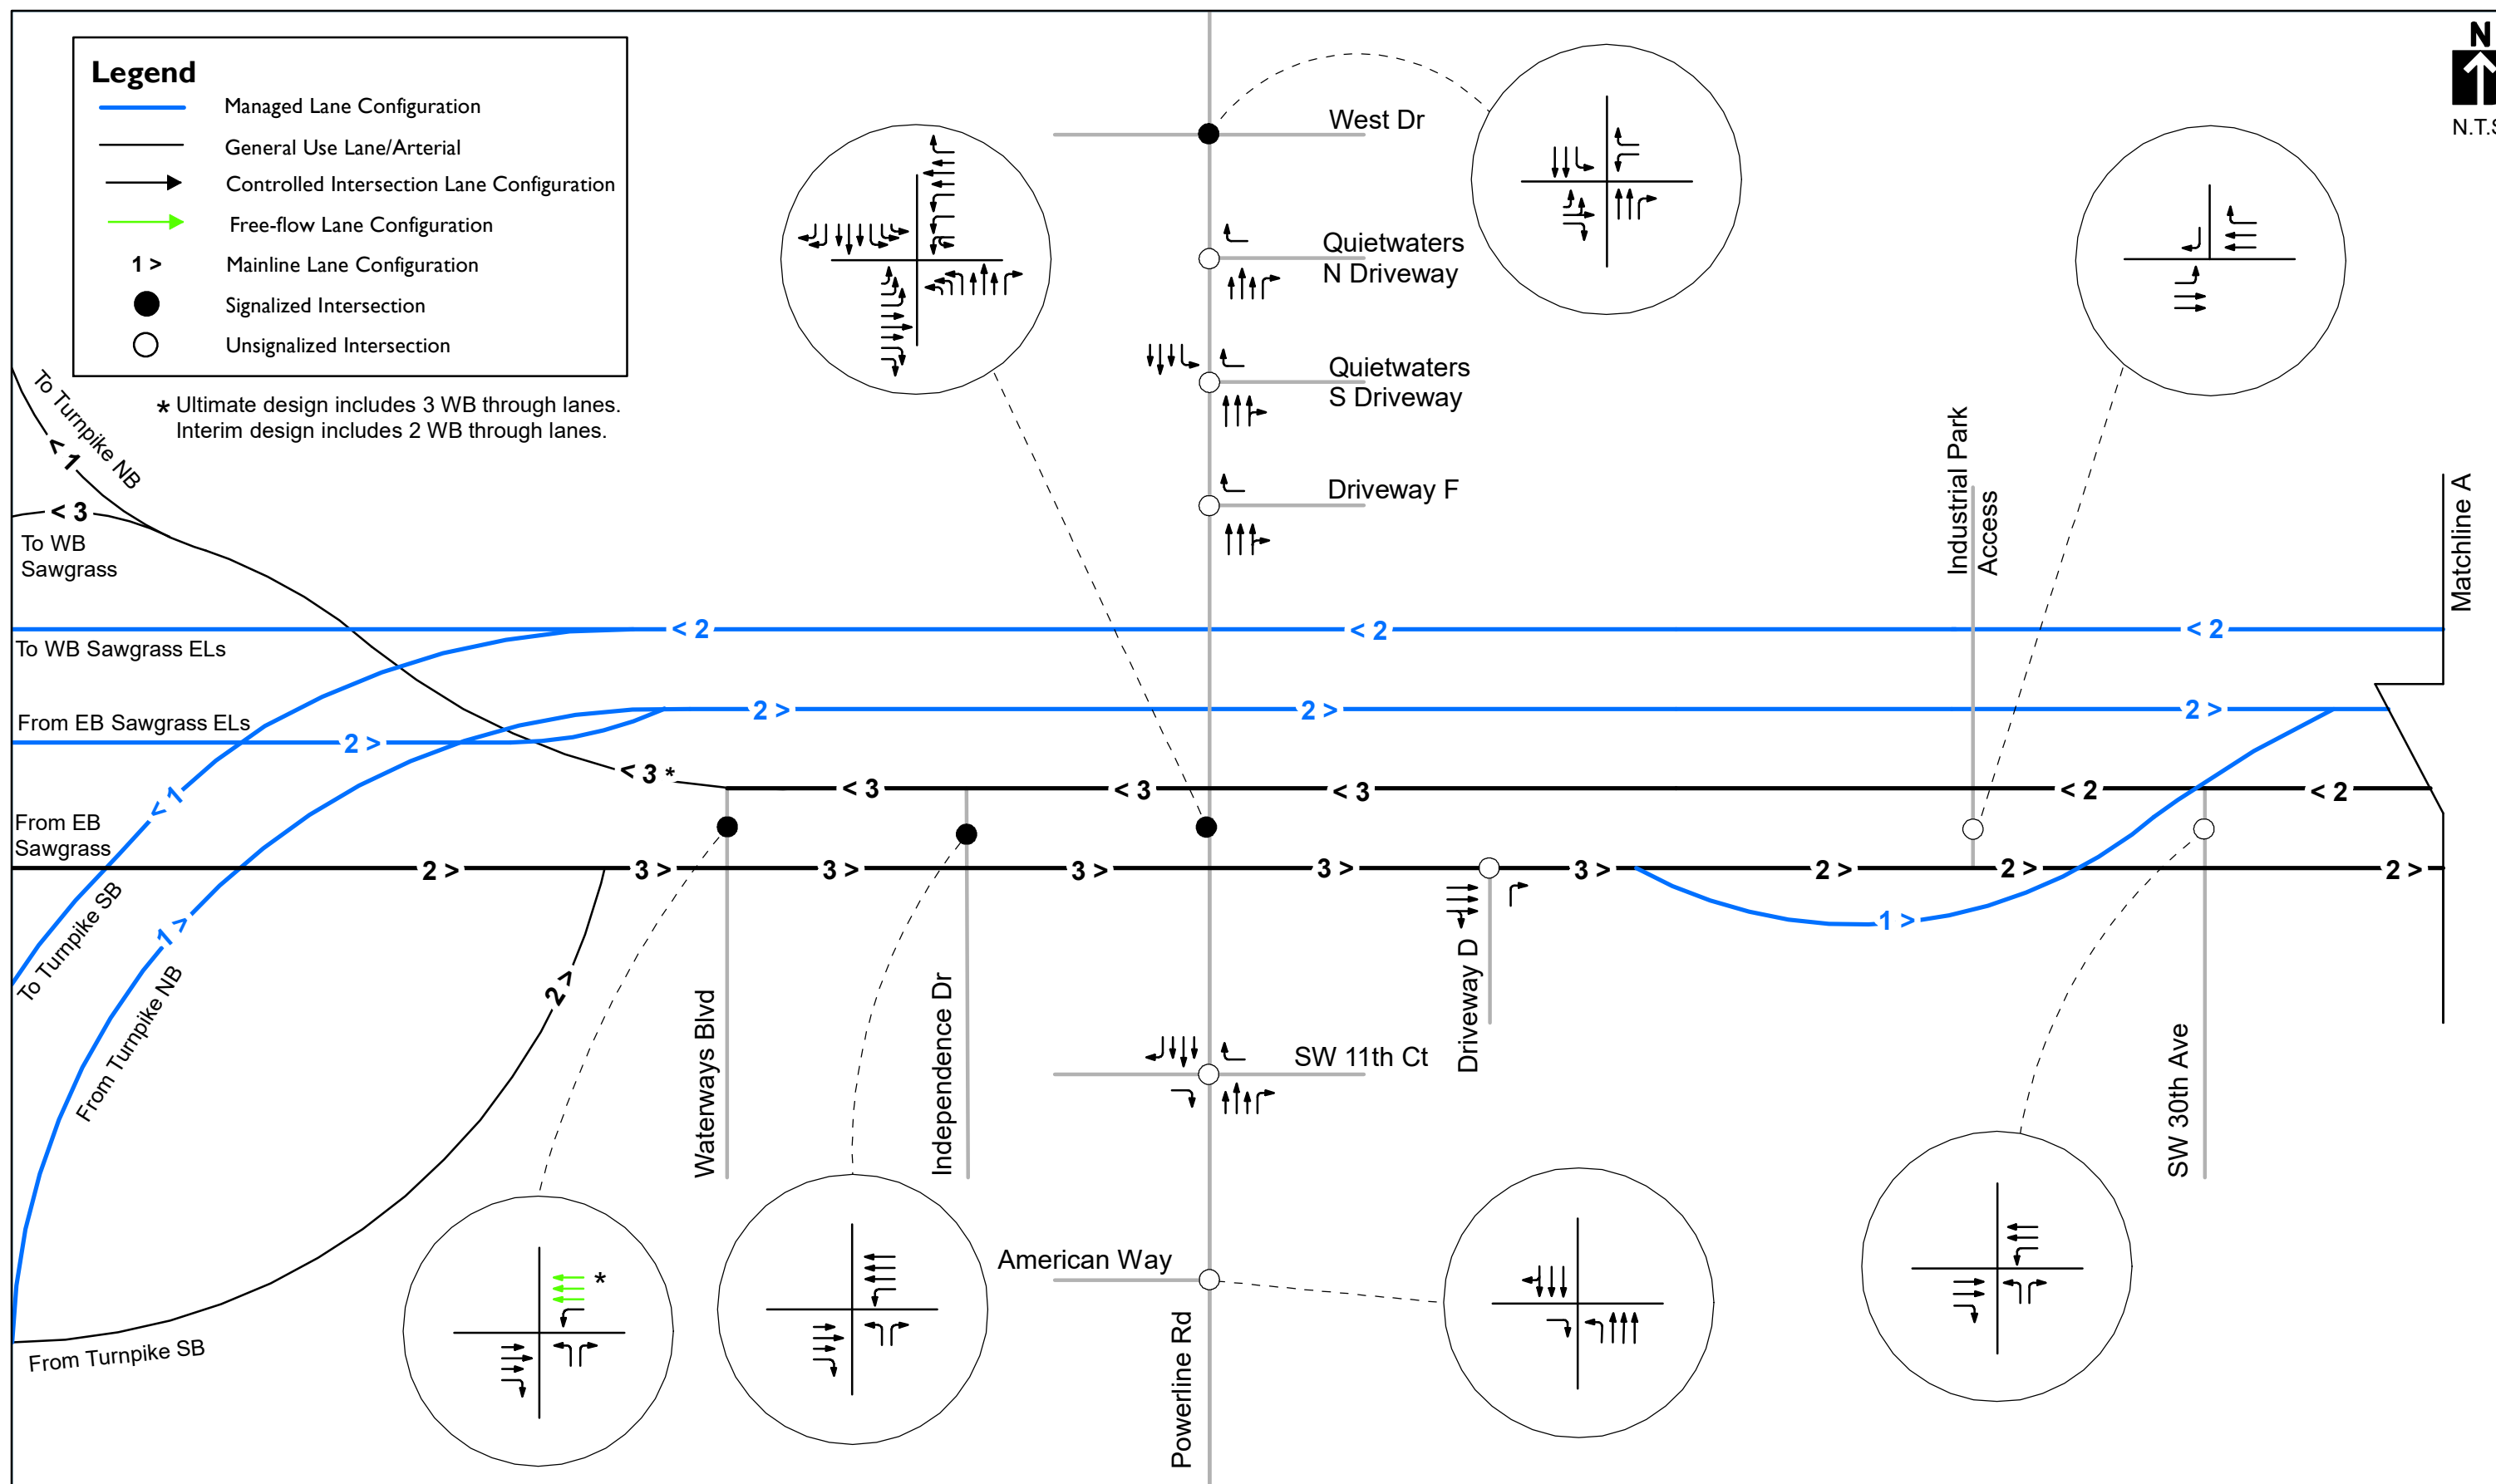 Legend
Managed Lane Configuration
General Use Lane/Arterial
Controlled Intersection Lane Configuration
Free-flow Lane Configuration
1 > Mainline Lane Configuration
Signalized Intersection
Unsignalized Intersection
* Ultimate design includes 3 WB through lanes.
Interim design includes 2 WB through lanes.
N
N.T.S
West Dr
Quietwaters
N Driveway
Quietwaters
S Driveway
Driveway F
Industrial Park
Access
Matchline A
To Turnpike NB
< 1
< 3
To WB
Sawgrass
< 2
< 2
< 2
To WB Sawgrass ELs
From EB Sawgrass ELs
2 >
2 >
2 >
2 >
< 3 *
< 3
< 3
< 3
< 2
< 2
< 1
From EB
Sawgrass
2 >
3 >
3 >
3 >
3 >
3 >
2 >
2 >
2 >
To Turnpike SB
1 >
1 >
From Turnpike NB
2 >
Driveway D
Waterways Blvd
Independence Dr
SW 11th Ct
SW 30th Ave
American Way
Powerline Rd
*
From Turnpike SB